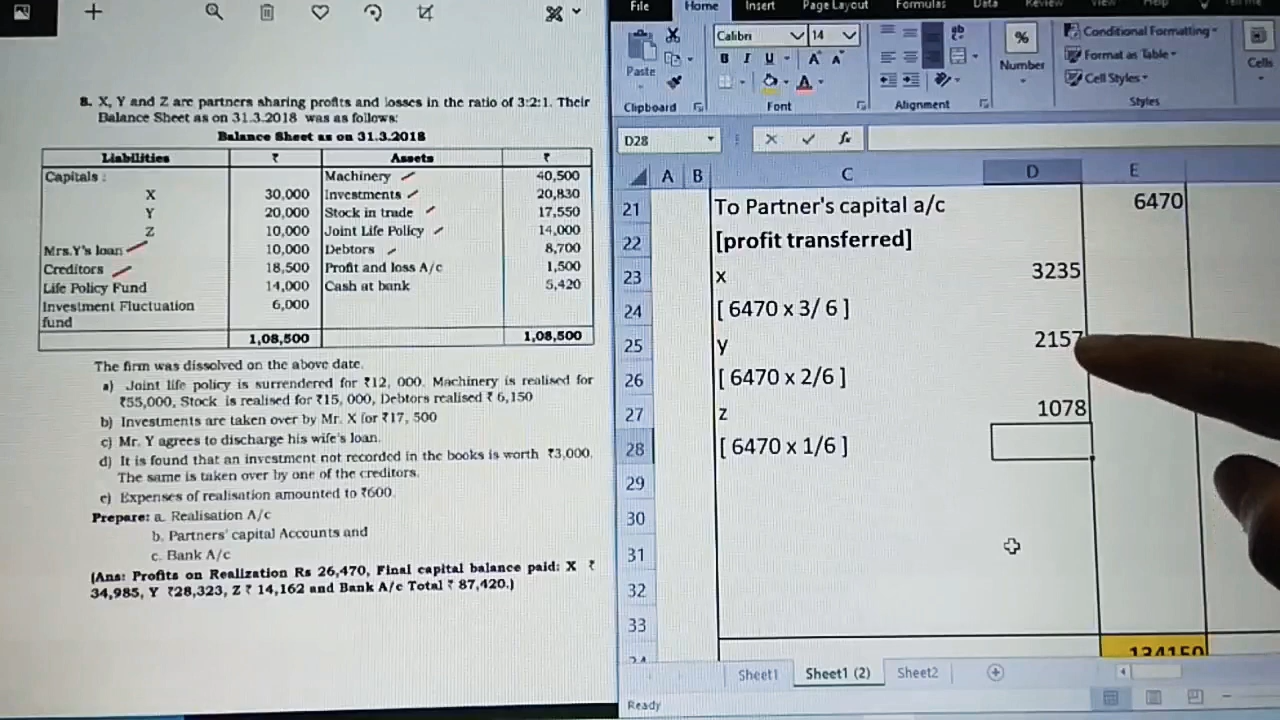 File Home Insert Page Layout Formulas Data Review View Help
Calibri 14
Paste
B I U
%
Number
Conditional Formatting
Format as Table
Cell Styles
Cells
Clipboard Font Alignment Styles
D28 fx
8. X, Y and Z are partners sharing profits and losses in the ratio of 3:2:1. Their
Balance Sheet as on 31.3.2018 was as follows:
Balance Sheet as on 31.3.2018
Liabilities ₹ Assets ₹
Capitals : Machinery 40,500
X 30,000 Investments 20,830
Y 20,000 Stock in trade 17,550
Z 10,000 Joint Life Policy 14,000
Mrs.Y's loan 10,000 Debtors 8,700
Creditors 18,500 Profit and loss A/c 1,500
Life Policy Fund 14,000 Cash at bank 5,420
Investment Fluctuation 6,000
fund
1,08,500 1,08,500
The firm was dissolved on the above date.
a) Joint life policy is surrendered for ₹12, 000. Machinery is realised for
₹55,000, Stock is realised for ₹15, 000, Debtors realised ₹ 6,150
b) Investments are taken over by Mr. X for ₹17, 500
c) Mr. Y agrees to discharge his wife's loan.
d) It is found that an investment not recorded in the books is worth ₹3,000.
The same is taken over by one of the creditors.
e) Expenses of realisation amounted to ₹600.
Prepare: a. Realisation A/c
b. Partners' capital Accounts and
c. Bank A/c
(Ans: Profits on Realization Rs 26,470, Final capital balance paid: X ₹
34,985, Y ₹28,323, Z ₹ 14,162 and Bank A/c Total ₹ 87,420.)
A B C D E
21 To Partner's capital a/c 6470
22 [profit transferred]
23 x 3235
24 [ 6470 x 3/ 6 ]
25 y 2157
26 [ 6470 x 2/6 ]
27 z 1078
28 [ 6470 x 1/6 ]
29
30
31
32
33
134150
Sheet1 Sheet1 (2) Sheet2
Ready